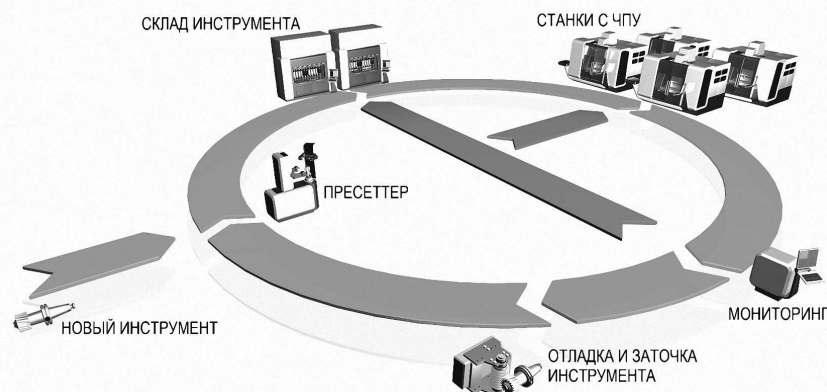 СКЛАД ИНСТРУМЕНТА
СТАНКИ С ЧПУ
ПРЕСЕТТЕР
НОВЫЙ ИНСТРУМЕНТ
МОНИТОРИНГ
ОТЛАДКА И ЗАТОЧКА
ИНСТРУМЕНТА